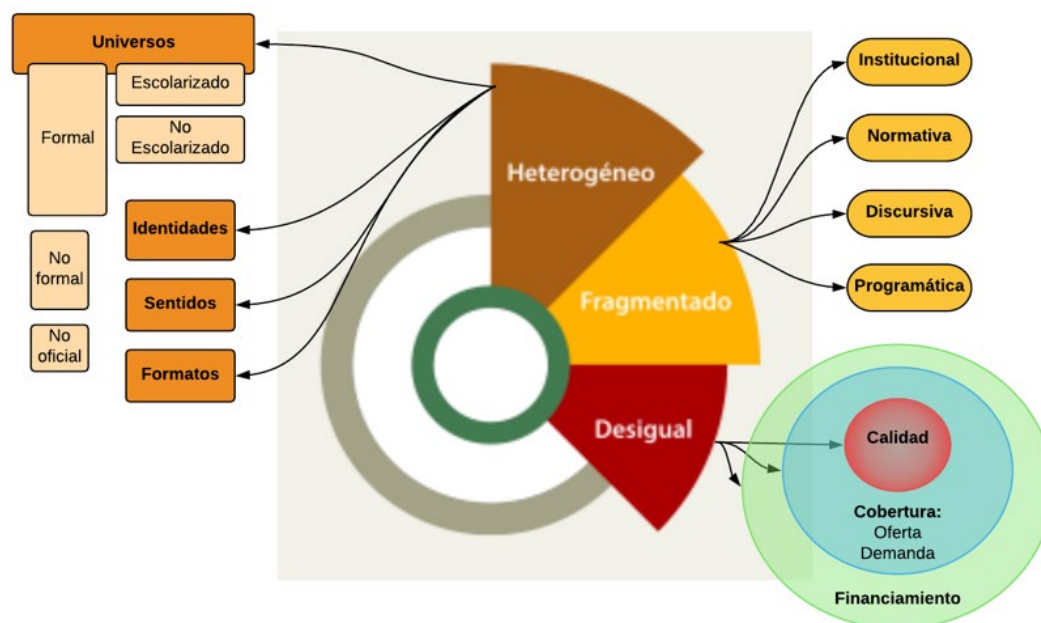 Universos
Formal
Escolarizado
No
Escolarizado
Identidades
No
formal
Sentidos
No
oficial
Formatos
Heterogéneo
Fragmentado
Desigual
Institucional
Normativa
Discursiva
Programática
Calidad
Cobertura:
Oferta
Demanda
Financiamiento